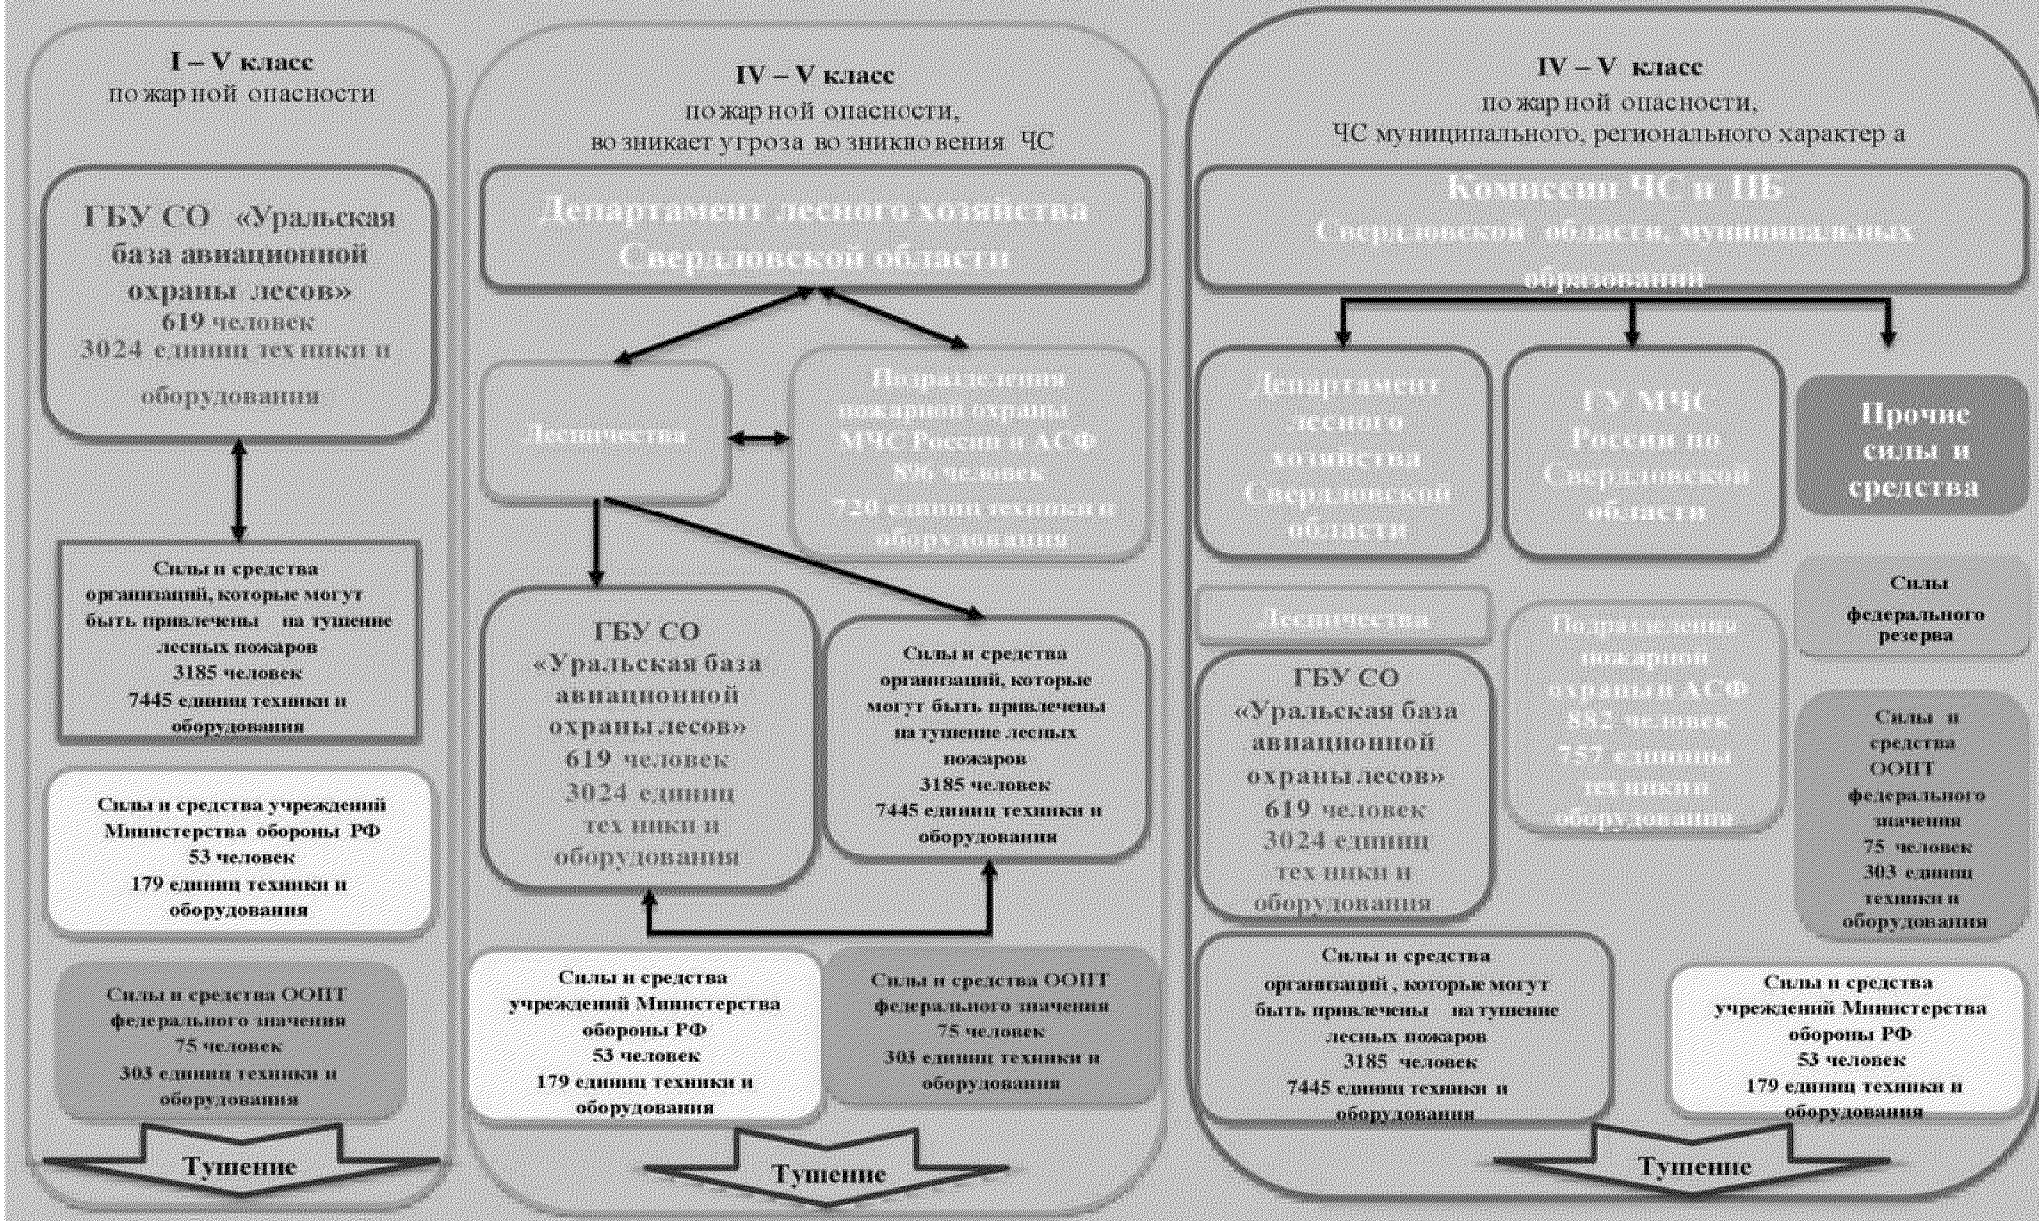 I – V класс
пожарной опасности
ГБУ СО «Уральская
база авиационной
охраны лесов»
619 человек
3024 единиц техники и
оборудования
Силы и средства
организаций, которые могут
быть привлечены на тушение
лесных пожаров
3185 человек
7445 единиц техники и
оборудования
Силы и средства учреждений
Министерства обороны РФ
53 человек
179 единиц техники и
оборудования
Силы и средства ООПТ
федерального значения
75 человек
303 единиц техники и
оборудования
Тушение
IV – V класс
пожарной опасности,
возникает угроза возникновения ЧС
Департамент лесного хозяйства
Свердловской области
Лесничества
Подразделения
пожарной охраны
МЧС России и АСФ
человек
720 единиц техники и
оборудования
ГБУ СО
«Уральская база
авиационной
охраны лесов»
619 человек
3024 единиц
техники и
оборудования
Силы и средства
организаций, которые
могут быть привлечены
на тушение лесных
пожаров
3185 человек
7445 единиц техники и
оборудования
Силы и средства
учреждений Министерства
обороны РФ
53 человек
179 единиц техники и
оборудования
Силы и средства ООПТ
федерального значения
75 человек
303 единиц техники и
оборудования
Тушение
IV – V класс
пожарной опасности,
ЧС муниципального, регионального характера
Комиссии ЧС и ПБ
Свердловской области, муниципальных
образований
Департамент
лесного
хозяйства
Свердловской
области
ГУ МЧС
России по
Свердловской
области
Прочие
силы и
средства
Лесничества
ГБУ СО
«Уральская база
авиационной
охраны лесов»
619 человек
3024 единиц
техники и
оборудования
Подразделения
пожарной
охраны и АСФ
882 человек
757 единицы
техники и
оборудования
Силы
федерального
резерва
Силы и
средства
ООПТ
федерального
значения
75 человек
303 единиц
техники и
оборудования
Силы и средства
организаций , которые могут
быть привлечены на тушение
лесных пожаров
3185 человек
7445 единиц техники и
оборудования
Силы и средства
учреждений Министерства
обороны РФ
53 человек
179 единиц техники и
оборудования
Тушение